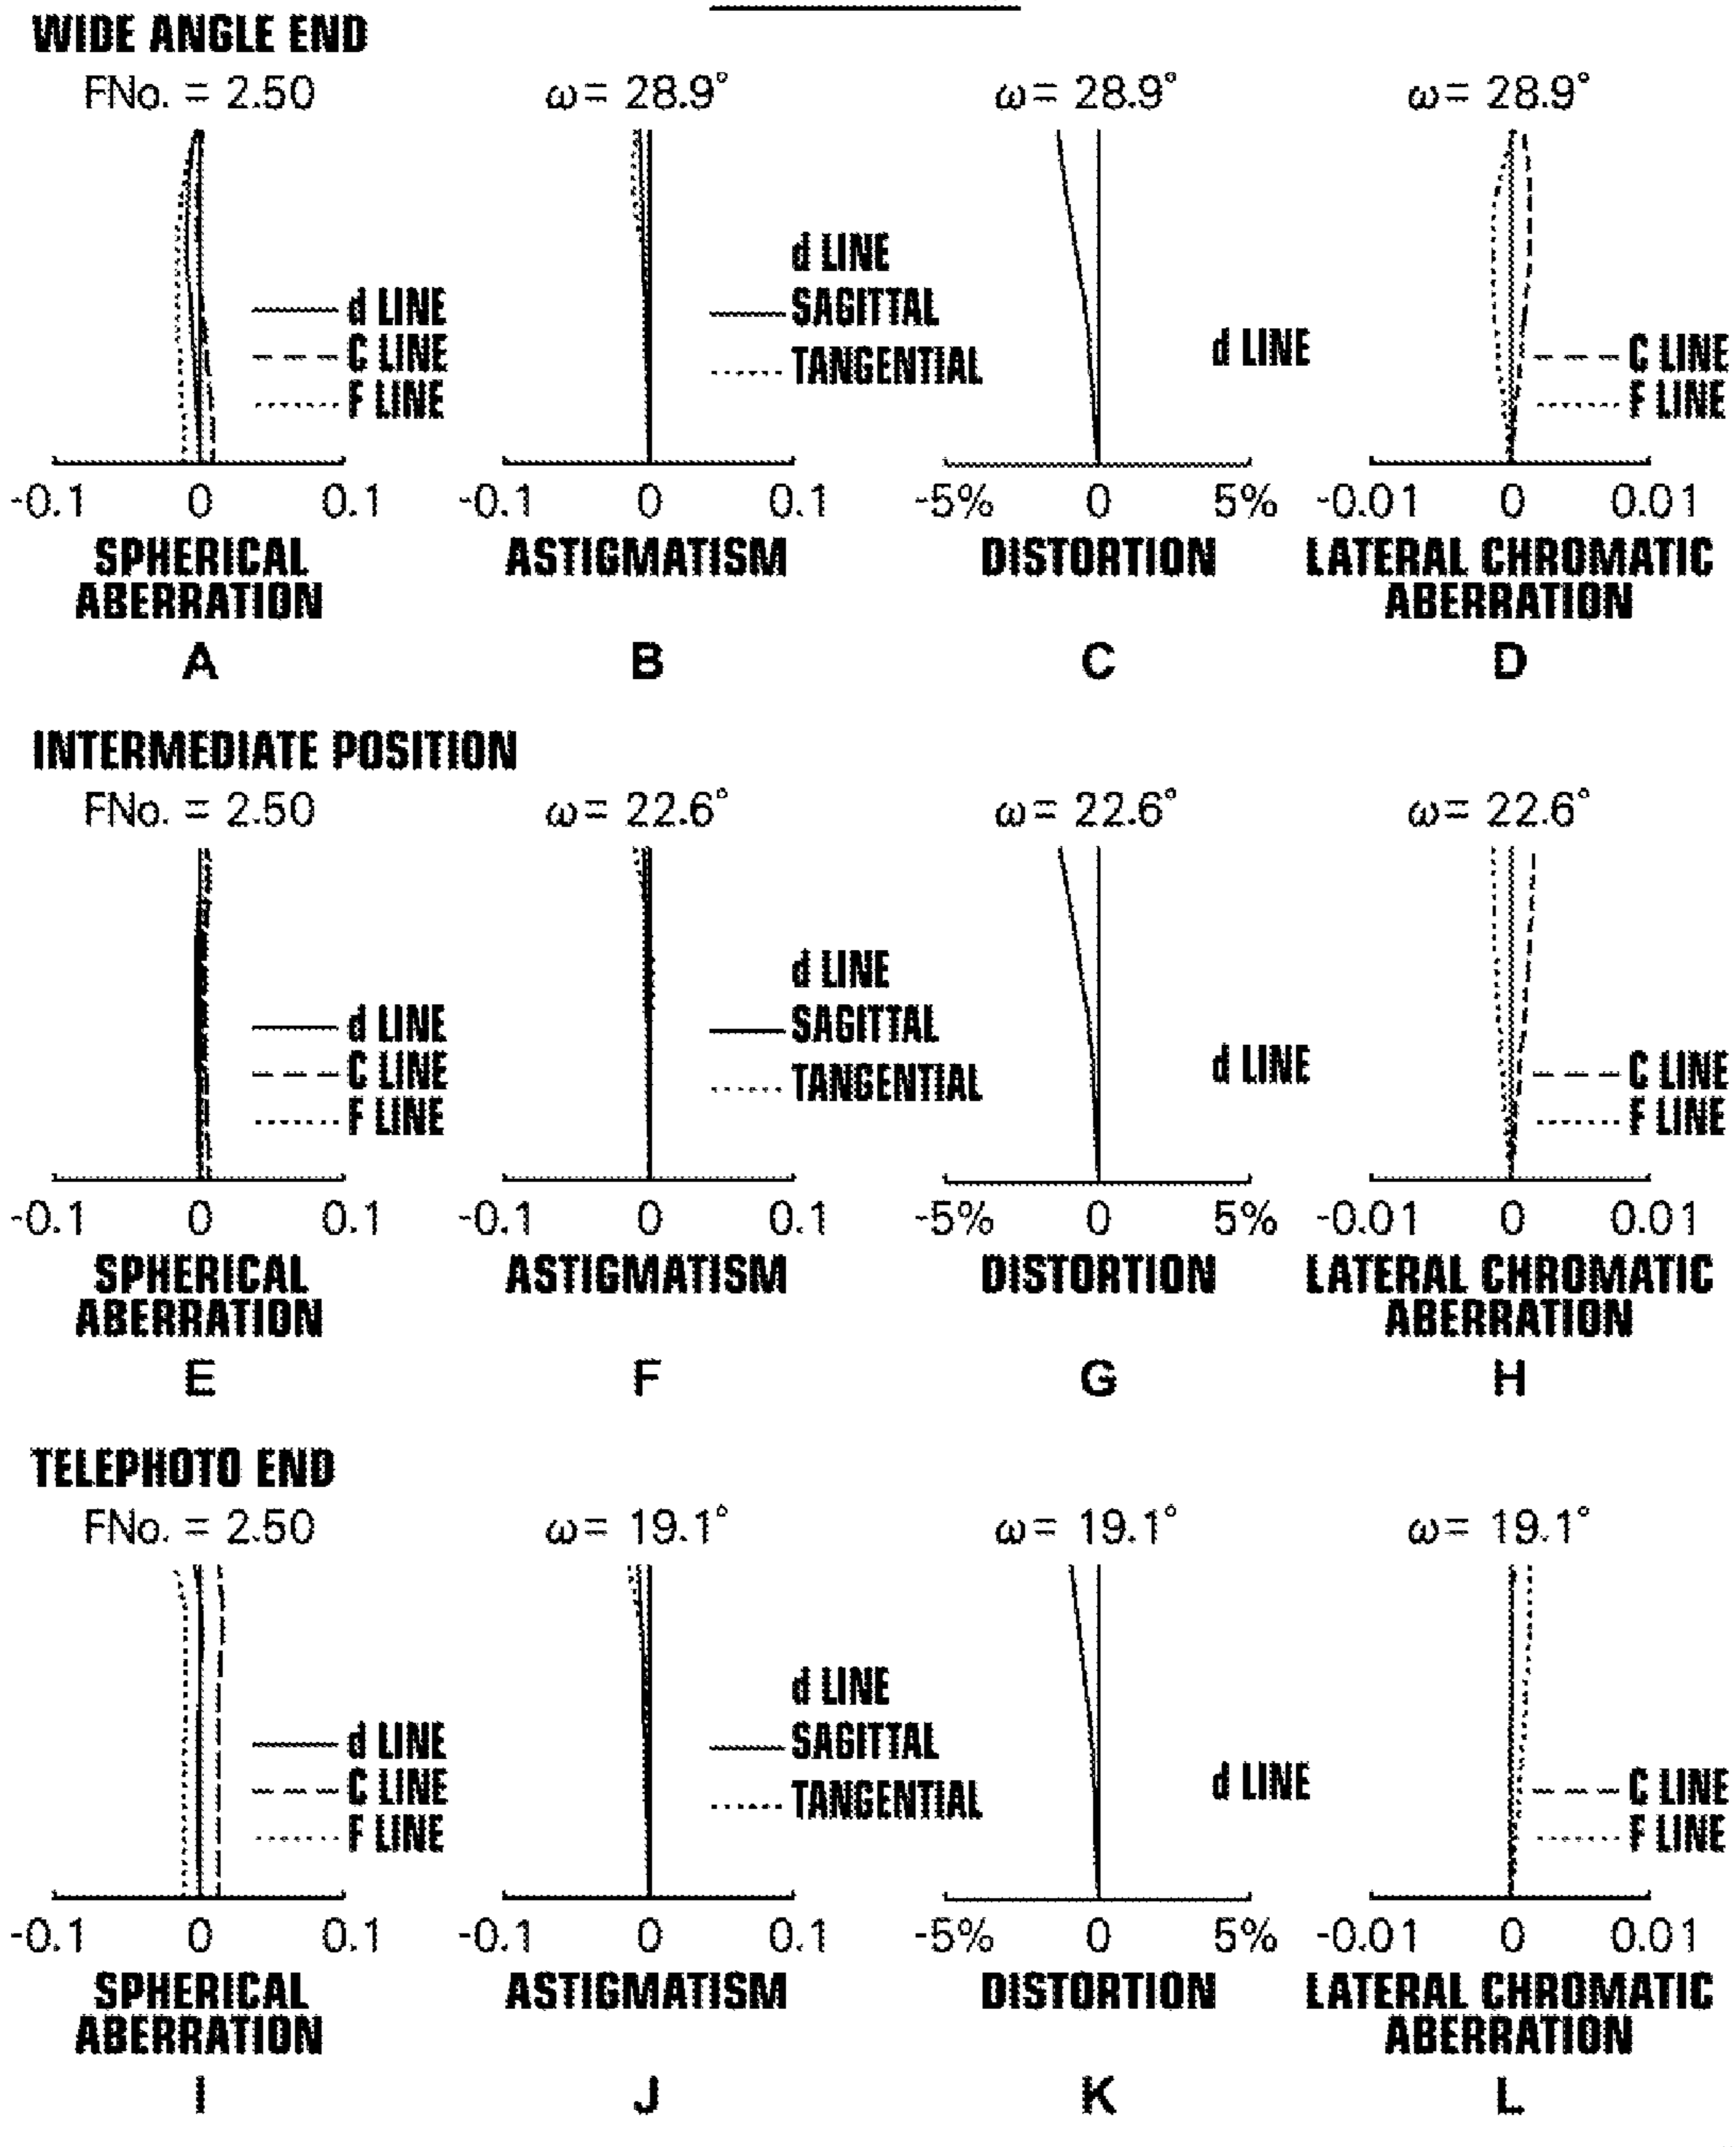 WIDE ANGLE END
FNo. = 2.50
ω= 28.9°
ω= 28.9°
ω= 28.9°
d LINE
C LINE
F LINE
d LINE
SAGITTAL
TANGENTIAL
d LINE
C LINE
F LINE
-0.1 0 0.1
-0.1 0 0.1
-5% 0 5%
-0.01 0 0.01
SPHERICAL
ABERRATION
ASTIGMATISM
DISTORTION
LATERAL CHROMATIC
ABERRATION
A
B
C
D
INTERMEDIATE POSITION
FNo. = 2.50
ω= 22.6°
ω= 22.6°
ω= 22.6°
d LINE
C LINE
F LINE
d LINE
SAGITTAL
TANGENTIAL
d LINE
C LINE
F LINE
-0.1 0 0.1
-0.1 0 0.1
-5% 0 5%
-0.01 0 0.01
SPHERICAL
ABERRATION
ASTIGMATISM
DISTORTION
LATERAL CHROMATIC
ABERRATION
E
F
G
H
TELEPHOTO END
FNo. = 2.50
ω= 19.1°
ω= 19.1°
ω= 19.1°
d LINE
C LINE
F LINE
d LINE
SAGITTAL
TANGENTIAL
d LINE
C LINE
F LINE
-0.1 0 0.1
-0.1 0 0.1
-5% 0 5%
-0.01 0 0.01
SPHERICAL
ABERRATION
ASTIGMATISM
DISTORTION
LATERAL CHROMATIC
ABERRATION
I
J
K
L